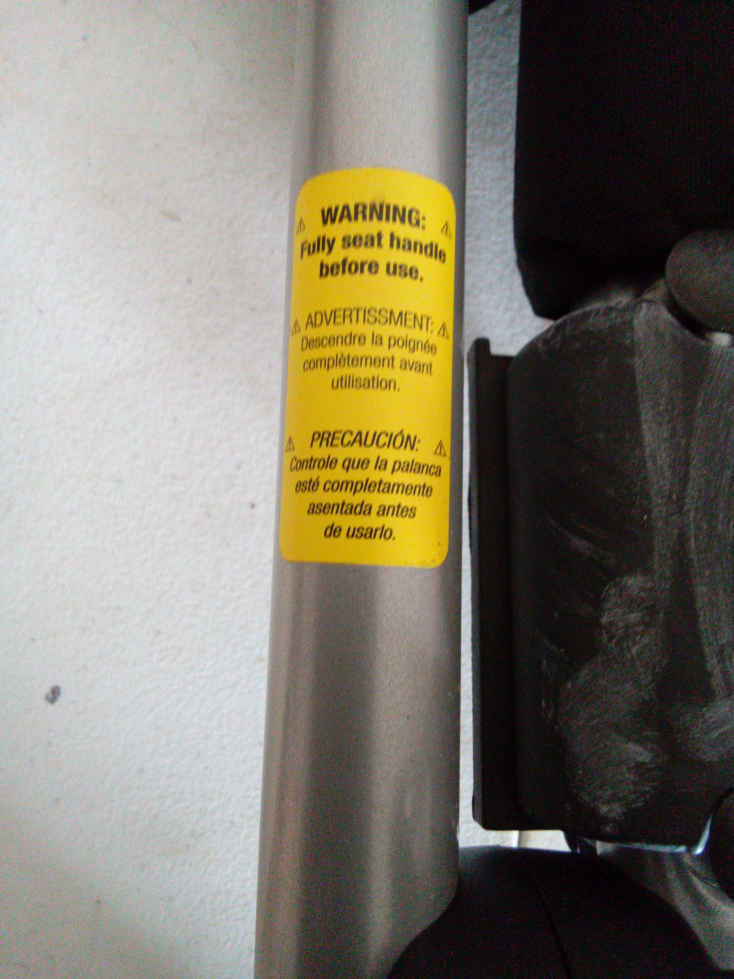 WARNING:
Fully seat handle
before use.
ADVERTISSMENT:
Descendre la poignée
complètement avant
utilisation.
PRECAUCIÓN:
Controle que la palanca
esté completamente
asentada antes
de usarlo.